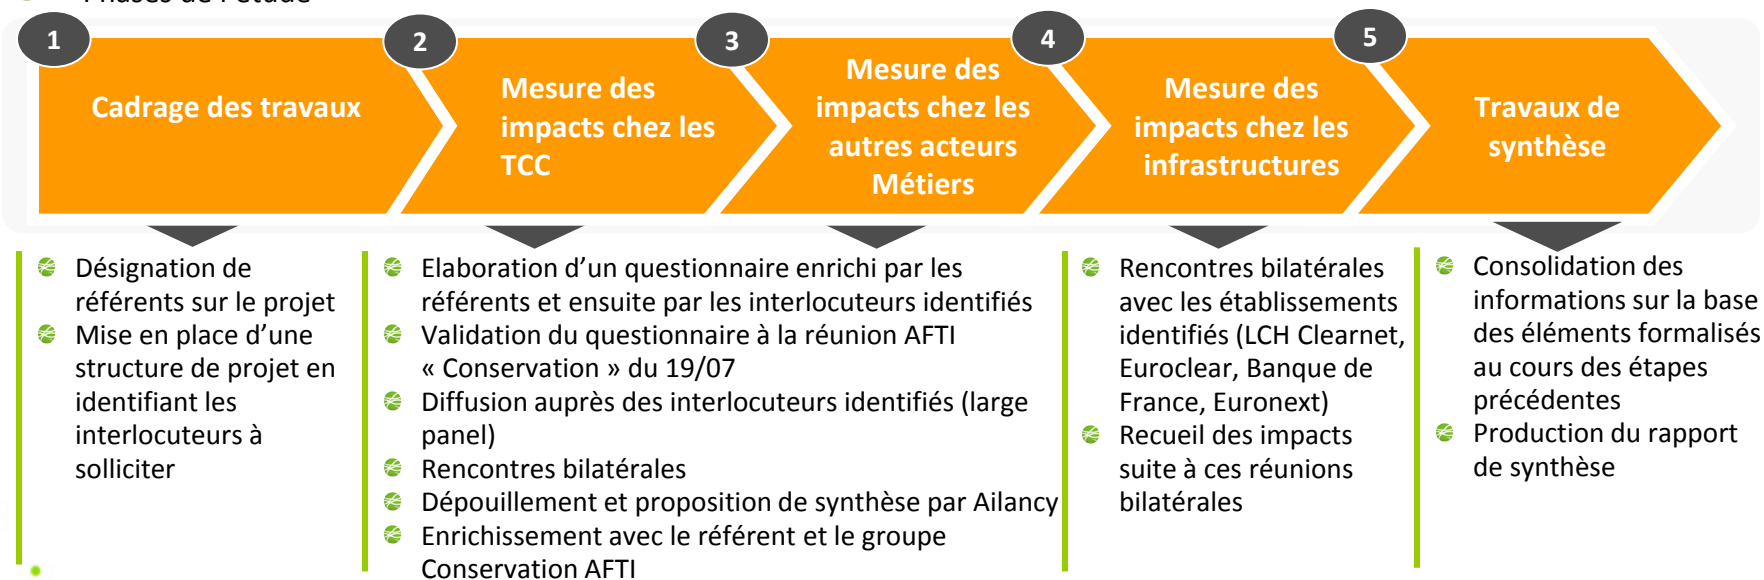 Phases de l'étude
1
2
3
4
5
Cadrage des travaux
Mesure des
impacts chez les
TCC
Mesure des
impacts chez les
autres acteurs
Métiers
Mesure des
impacts chez les
infrastructures
Travaux de
synthèse
Désignation de
référents sur le projet
Mise en place d’une
structure de projet en
identifiant les
interlocuteurs à
solliciter
Elaboration d’un questionnaire enrichi par les
référents et ensuite par les interlocuteurs identifiés
Validation du questionnaire à la réunion AFTI
« Conservation » du 19/07
Diffusion auprès des interlocuteurs identifiés (large
panel)
Rencontres bilatérales
Dépouillement et proposition de synthèse par Ailancy
Enrichissement avec le référent et le groupe
Conservation AFTI
Rencontres bilatérales
avec les établissements
identifiés (LCH Clearnet,
Euroclear, Banque de
France, Euronext)
Recueil des impacts
suite à ces réunions
bilatérales
Consolidation des
informations sur la base
des éléments formalisés
au cours des étapes
précédentes
Production du rapport
de synthèse